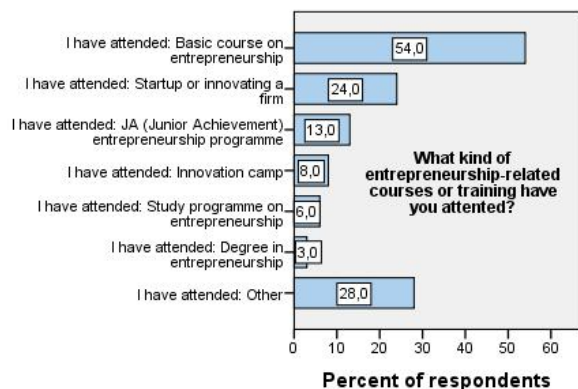 I have attended: Basic course on
entrepreneurship
54,0
I have attended: Startup or innovating a
firm
24,0
I have attended: JA (Junior Achievement)
entrepreneurship programme
13,0
I have attended: Innovation camp
8,0
I have attended: Study programme on
entrepreneurship
6,0
I have attended: Degree in
entrepreneurship
3,0
I have attended: Other
28,0
What kind of
entrepreneurship-related
courses or training have
you attented?
0 10 20 30 40 50 60
Percent of respondents